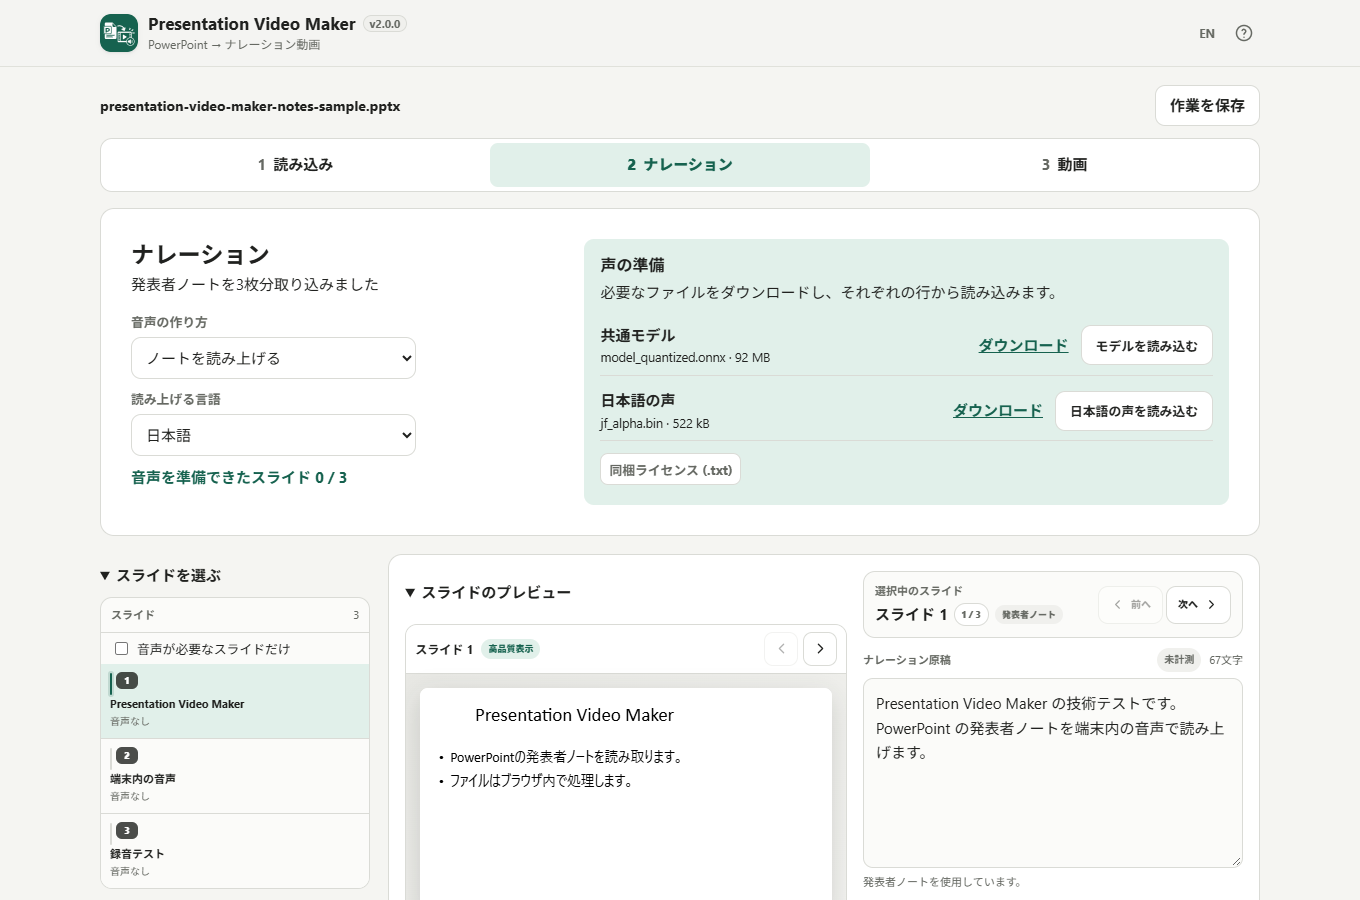 Presentation Video Maker v2.0.0
PowerPoint → ナレーション動画
EN
presentation-video-maker-notes-sample.pptx
作業を保存
1 読み込み
2 ナレーション
3 動画
ナレーション
発表者ノートを3枚分取り込みました
音声の作り方
ノートを読み上げる
読み上げる言語
日本語
音声を準備できたスライド 0 / 3
声の準備
必要なファイルをダウンロードし、それぞれの行から読み込みます。
共通モデル
model_quantized.onnx · 92 MB
ダウンロード
モデルを読み込む
日本語の声
jf_alpha.bin · 522 kB
ダウンロード
日本語の声を読み込む
同梱ライセンス (.txt)
▼ スライドを選ぶ
スライド 3
音声が必要なスライドだけ
1
Presentation Video Maker
音声なし
2
端末内の音声
音声なし
3
録音テスト
音声なし
▼ スライドのプレビュー
スライド 1 高品質表示
Presentation Video Maker
• PowerPointの発表者ノートを読み取ります。
• ファイルはブラウザ内で処理します。
選択中のスライド
スライド 1 1 / 3 発表者ノート
前へ
次へ
ナレーション原稿
未計測 67文字
Presentation Video Maker の技術テストです。
PowerPoint の発表者ノートを端末内の音声で読み上
げます。
発表者ノートを使用しています。